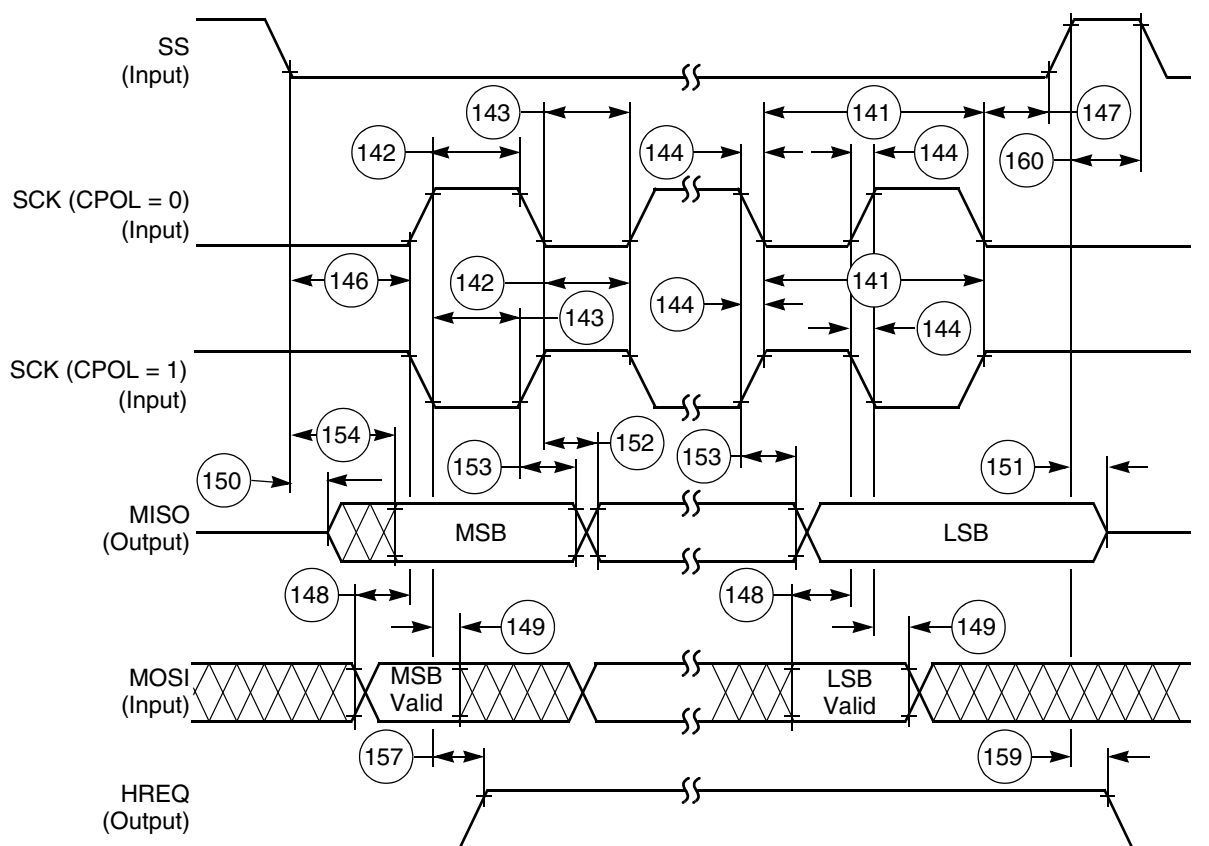 SS
(Input)
143
141
147
142
144
144
160
SCK (CPOL = 0)
(Input)
146
142
141
144
143
144
SCK (CPOL = 1)
(Input)
154
152
153
153
150
151
MISO
(Output)
MSB
LSB
148
148
149
149
MOSI
(Input)
MSB
Valid
LSB
Valid
157
159
HREQ
(Output)